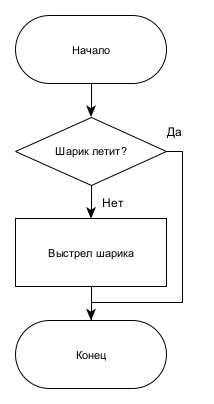 Начало
Шарик летит?
Да
Нет
Выстрел шарика
Конец